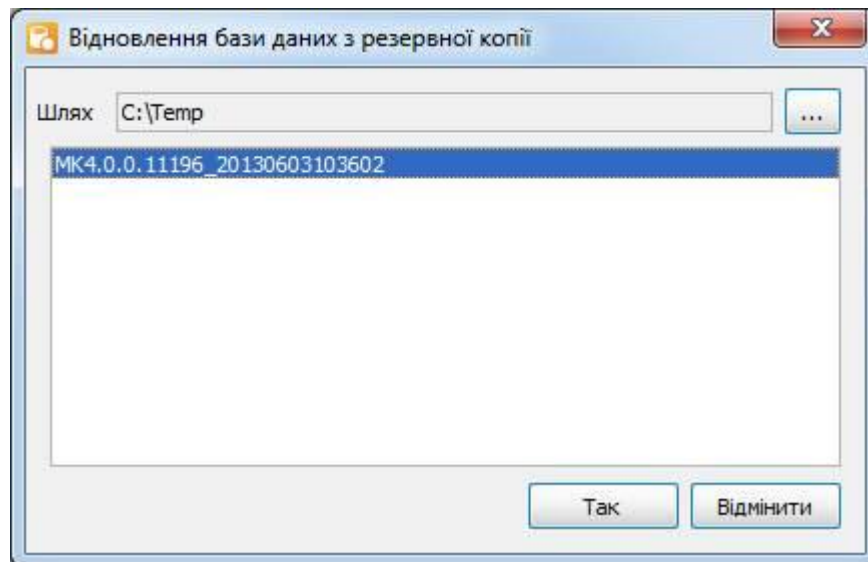 Відновлення бази даних з резервної копії
Шлях C:\Temp ...
MK4.0.0.11196_20130603103602
Так Відмінити